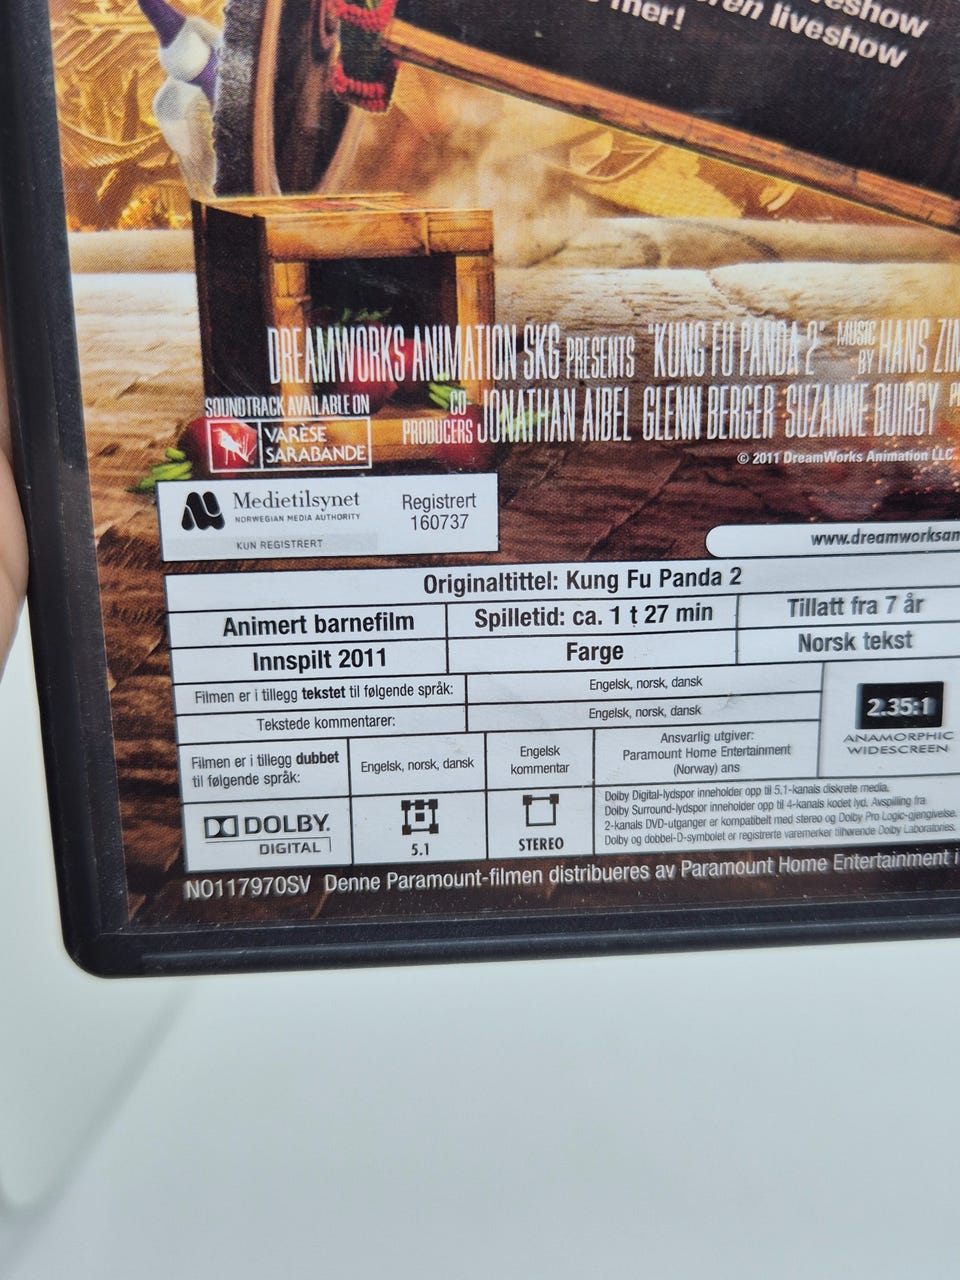 liveshow
mer!
DREAMWORKS ANIMATION SKG PRESENTS "KUNG FU PANDA 2" MUSIC BY HANS
SOUNDTRACK AVAILABLE ON
VARÈSE
SARABANDE
CO-PRODUCERS JONATHAN AIBEL GLENN BERGER SUZANNE BUIRGY
© 2011 DreamWorks Animation LLC.
Medietilsynet
NORWEGIAN MEDIA AUTHORITY
KUN REGISTRERT
Registrert
160737
Originaltittel: Kung Fu Panda 2
Animert barnefilm
Spilletid: ca. 1 t 27 min
Tillatt fra 7 år
Innspilt 2011
Farge
Norsk tekst
Filmen er i tillegg tekstet til følgende språk:
Engelsk, norsk, dansk
Tekstede kommentarer:
Engelsk, norsk, dansk
2.35:1
ANAMORPHIC
WIDESCREEN
Filmen er i tillegg dubbet
til følgende språk:
Engelsk, norsk, dansk
Engelsk
kommentar
Ansvarlig utgiver:
Paramount Home Entertainment
(Norway) ans
DOLBY
DIGITAL
5.1
STEREO
Dolby Digital-lydspor inneholder opp til 5.1-kanals diskrete media.
Dolby Surround-lydspor inneholder opp til 4-kanals kodet lyd. Avspilling fra
2-kanals DVD-utganger er kompatibelt med stereo og Dolby Pro Logic-gjengivelse.
Dolby og dobbel-D-symbolet er registrerte varemerker tilhørende Dolby Laboratories.
NO117970SV Denne Paramount-filmen distribueres av Paramount Home Entertainment i